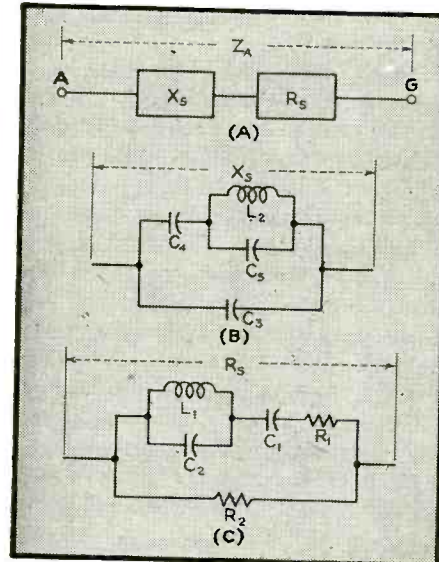 Z_A
A G
X_S R_S
(A)
X_S
L_2
C_4
C_5
C_3
(B)
R_S
L_1
C_1 R_1
C_2
R_2
(C)